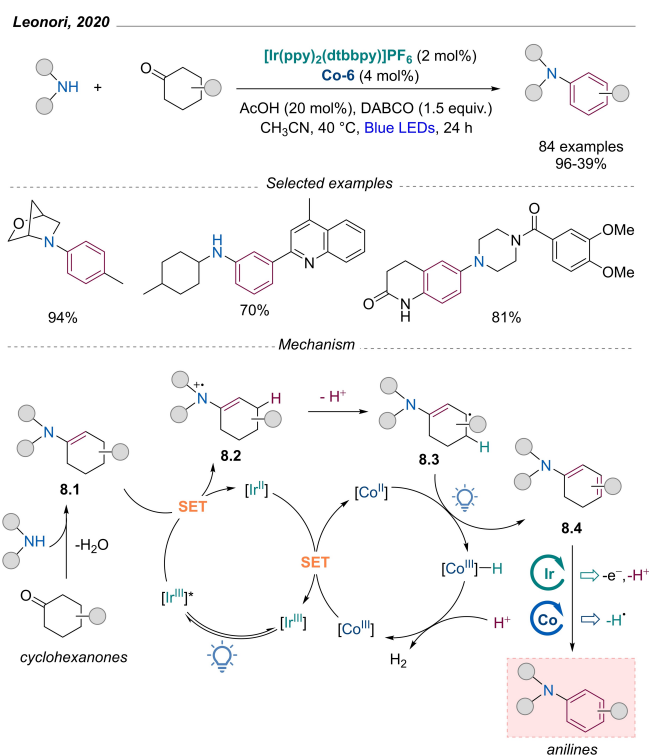 Leonori, 2020
[Ir(ppy)₂(dtbbpy)]PF₆ (2 mol%)
Co-6 (4 mol%)
NH
+
O
AcOH (20 mol%), DABCO (1.5 equiv.)
CH₃CN, 40 °C, Blue LEDs, 24 h
N
84 examples
96-39%
Selected examples
O
N
94%
H
N
N
70%
O
N
H
N
N
O
OMe
OMe
81%
Mechanism
N
8.1
+•
N
H
8.2
- H⁺
N
•
H
8.3
N
8.4
SET
[Irᴵᴵ]
[Coᴵᴵ]
NH
-H₂O
SET
[Coᴵᴵᴵ]-H
Ir
-e⁻,-H⁺
O
[Irᴵᴵᴵ]*
[Irᴵᴵᴵ]
[Coᴵᴵᴵ]
H⁺
Co
-H•
H₂
cyclohexanones
N
anilines